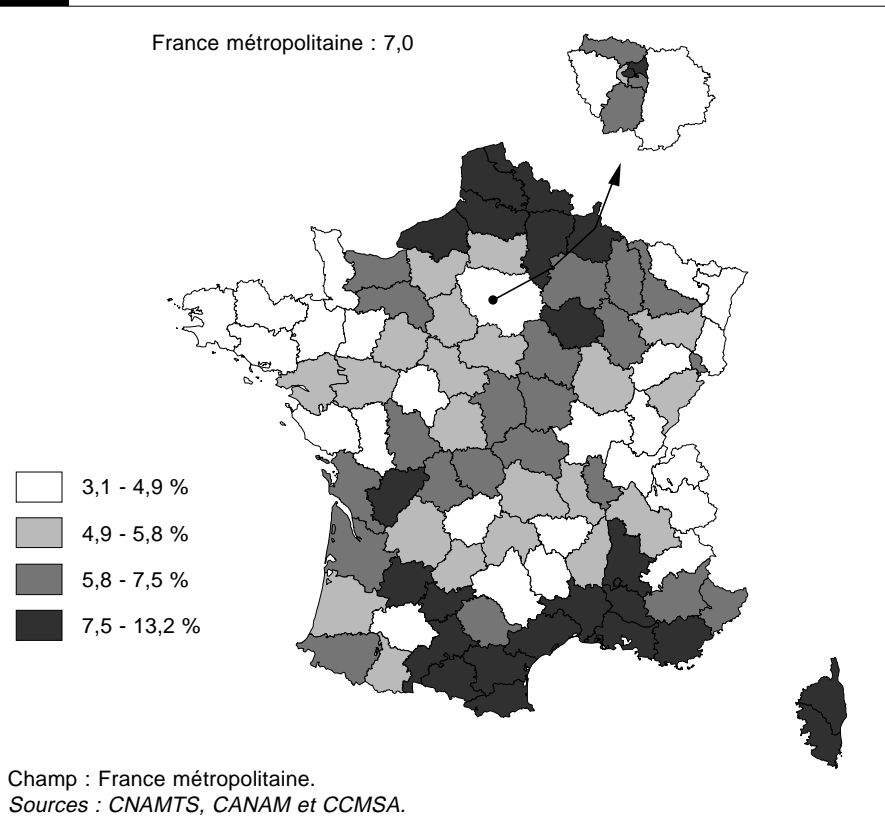 France métropolitaine : 7,0
3,1 - 4,9 %
4,9 - 5,8 %
5,8 - 7,5 %
7,5 - 13,2 %
Champ : France métropolitaine.
Sources : CNAMTS, CANAM et CCMSA.